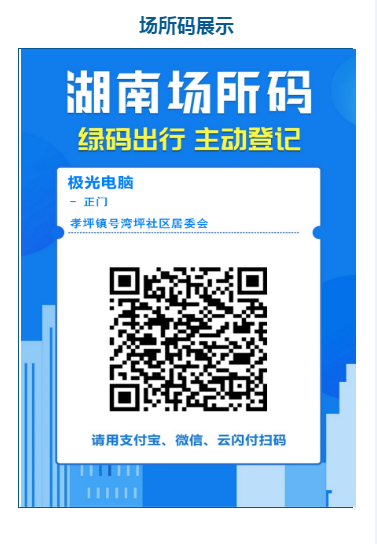 场所码展示
湖南场所码
绿码出行 主动登记
极光电脑
- 正门
孝坪镇号湾坪社区居委会
请用支付宝、微信、云闪付扫码